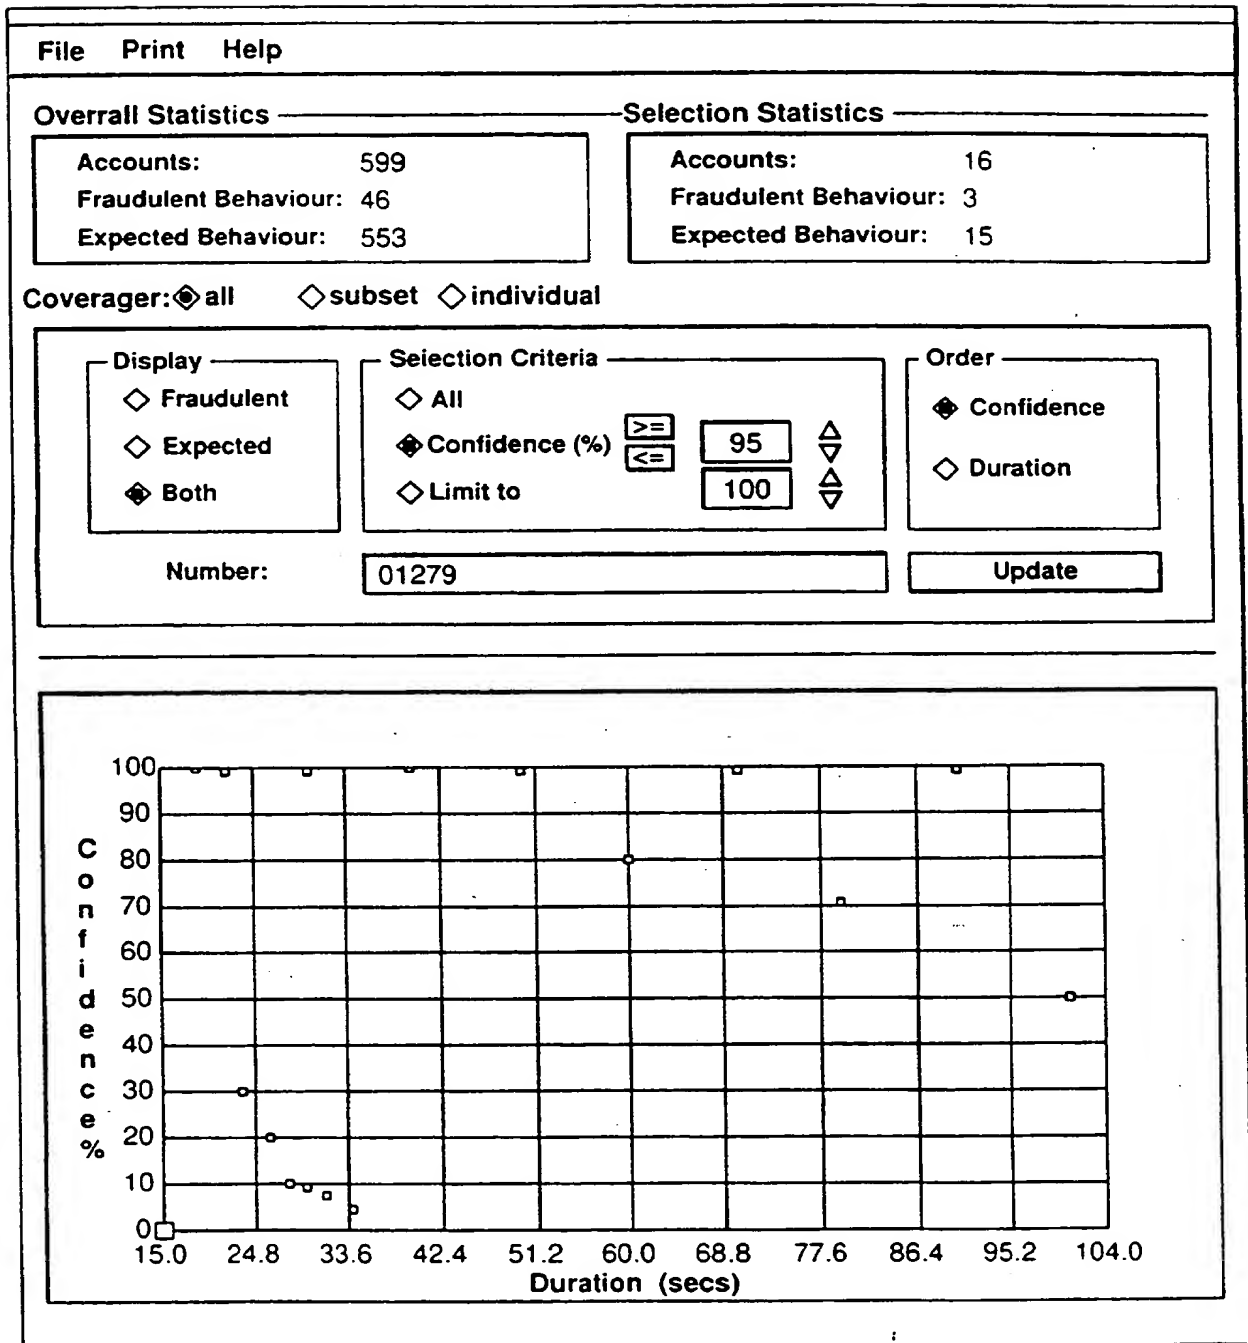 File Print Help
Overrall Statistics
Selection Statistics
Accounts: 599
Fraudulent Behaviour: 46
Expected Behaviour: 553
Accounts: 16
Fraudulent Behaviour: 3
Expected Behaviour: 15
Coverager: all subset individual
Display
Fraudulent
Expected
Both
Selection Criteria
All
Confidence (%) >= 95
<=
Limit to 100
Order
Confidence
Duration
Number: 01279
Update
Confidence %
100
90
80
70
60
50
40
30
20
10
0
15.0 24.8 33.6 42.4 51.2 60.0 68.8 77.6 86.4 95.2 104.0
Duration (secs)